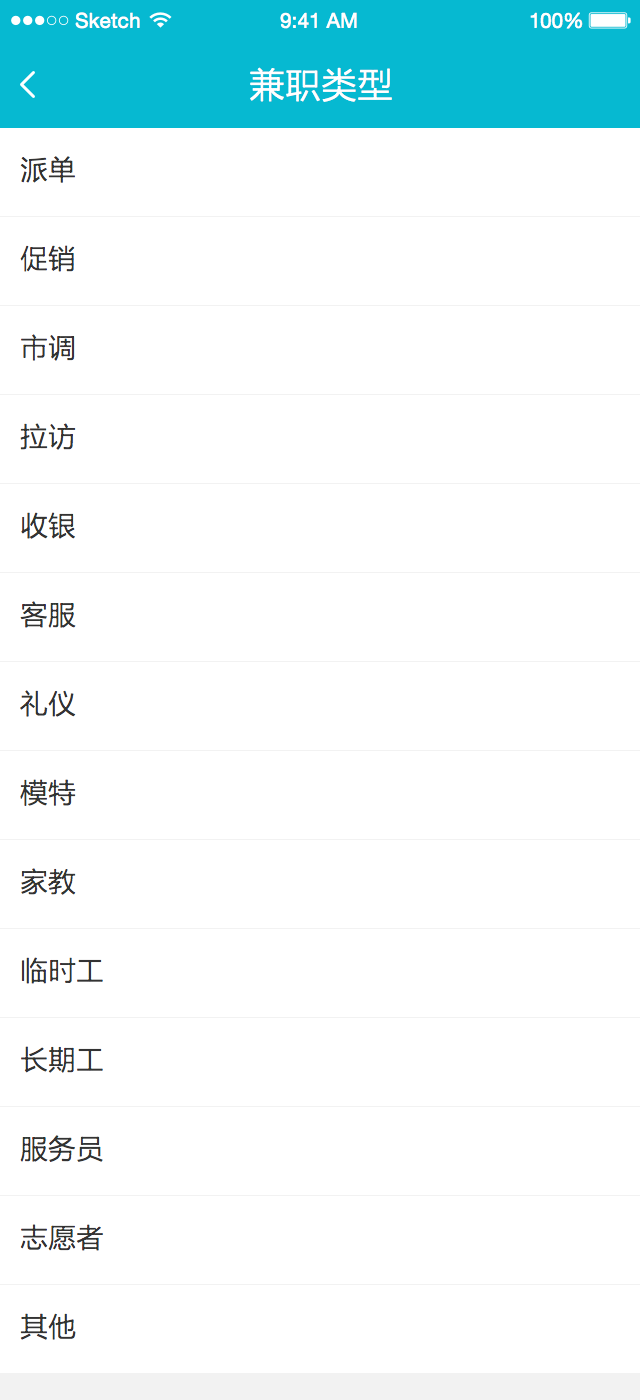 Sketch 9:41 AM 100%
兼职类型
派单
促销
市调
拉访
收银
客服
礼仪
模特
家教
临时工
长期工
服务员
志愿者
其他